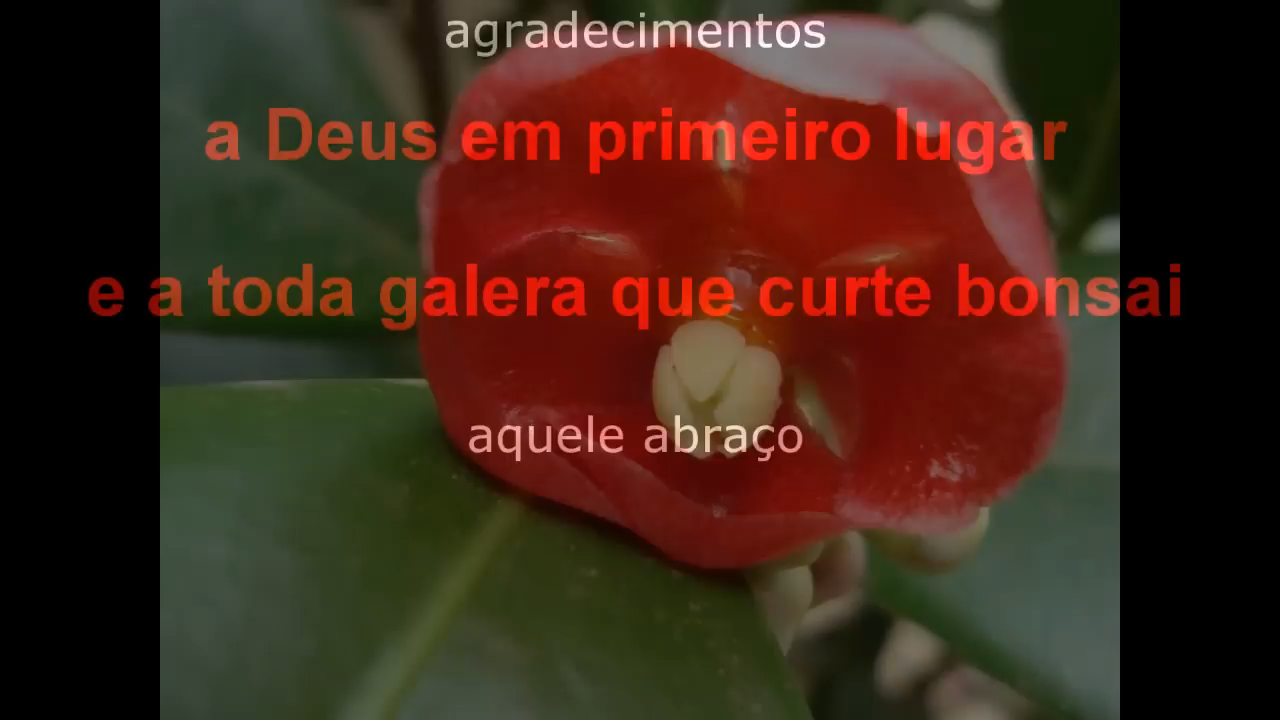 agradecimentos
a Deus em primeiro lugar
e a toda galera que curte bonsai
aquele abraço